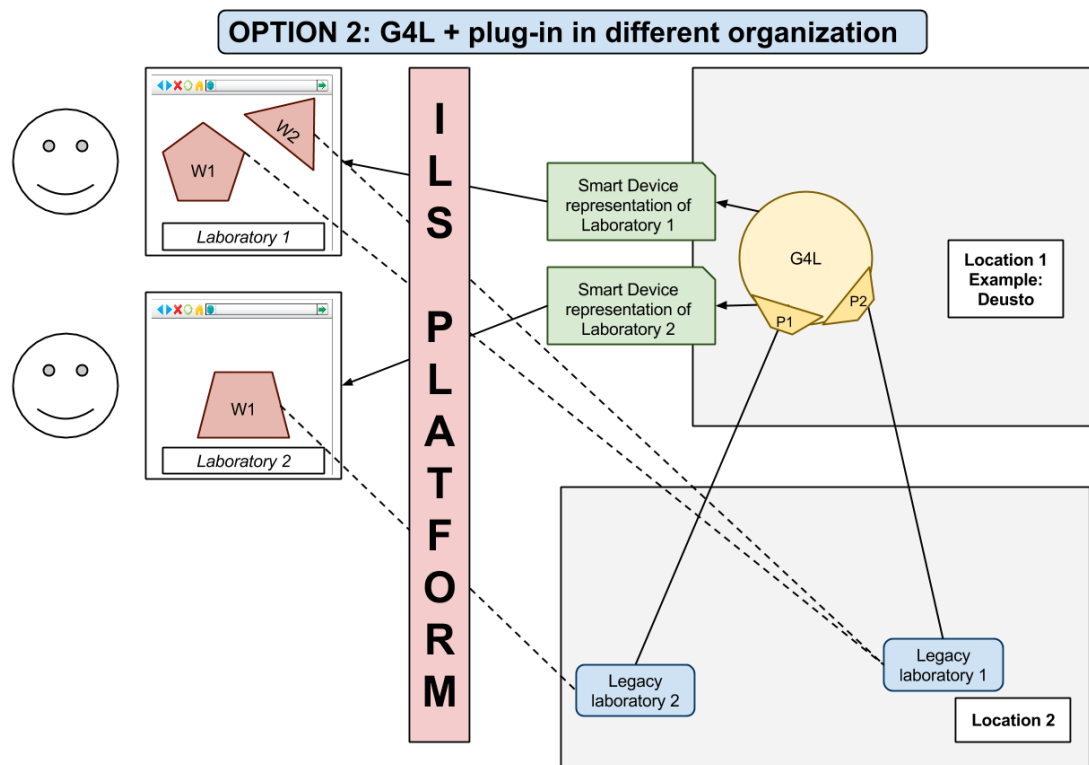 OPTION 2: G4L + plug-in in different organization
W1
W2
Laboratory 1
W1
Laboratory 2
ILS PLATFORM
Smart Device
representation of
Laboratory 1
Smart Device
representation of
Laboratory 2
G4L
P1
P2
Location 1
Example:
Deusto
Legacy
laboratory 2
Legacy
laboratory 1
Location 2